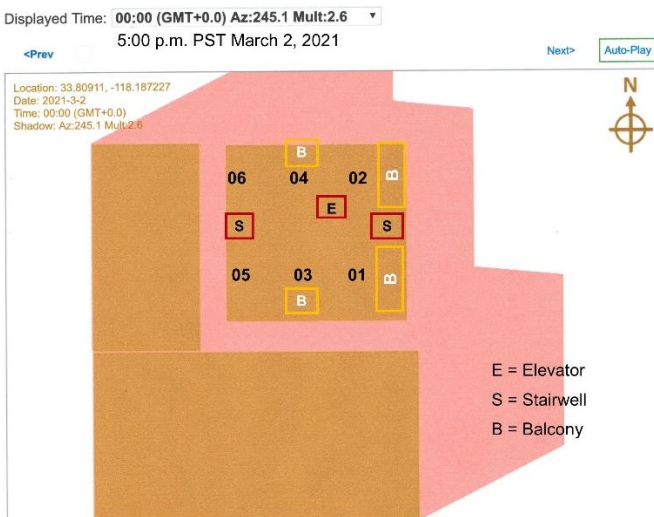 Displayed Time: 00:00 (GMT+0.0) Az:245.1 Mult:2.6
5:00 p.m. PST March 2, 2021
<Prev Next> Auto-Play
Location: 33.80911, -118.187227
Date: 2021-3-2
Time: 00:00 (GMT+0.0)
Shadow: Az:245.1 Mult:2.6
N
B
B
06 04 02
E
S S
05 03 01
B
B
E = Elevator
S = Stairwell
B = Balcony